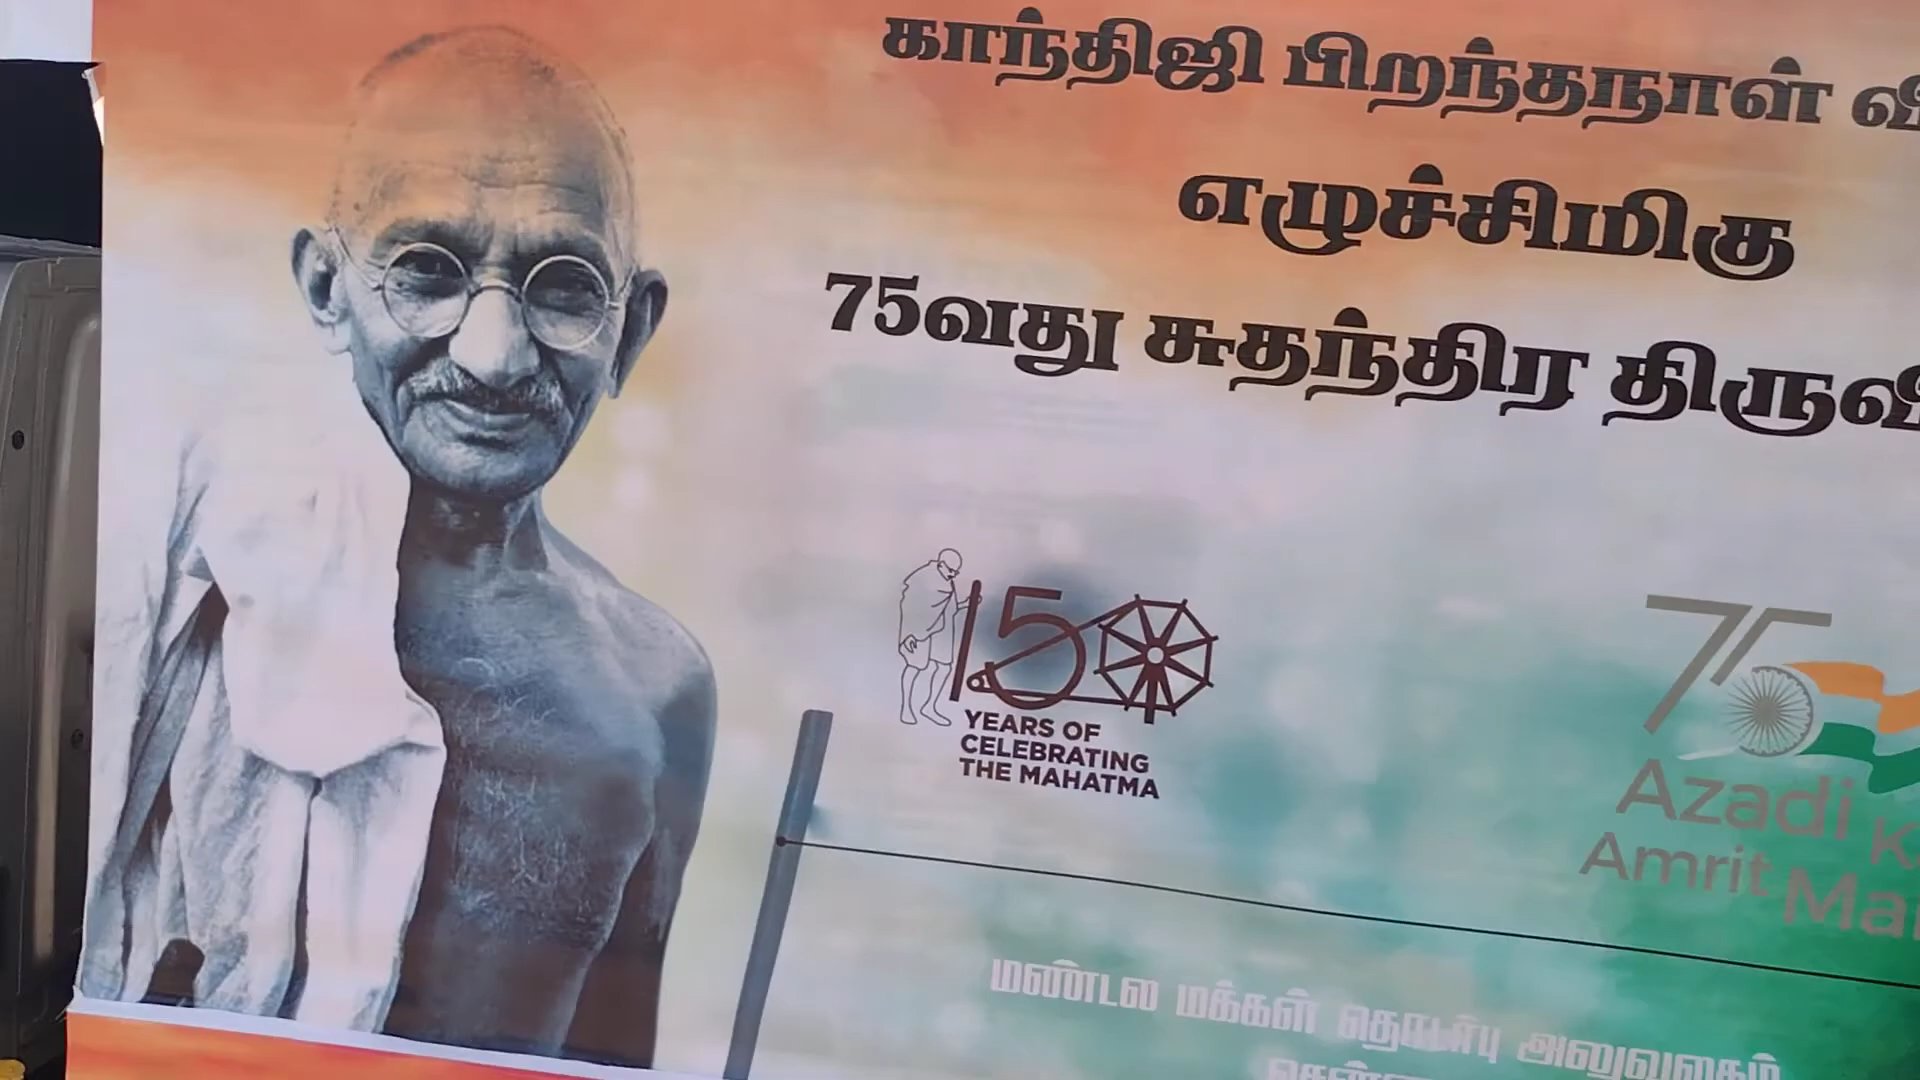 காந்திஜி பிறந்தநாள்
எழுச்சிமிகு
75வது சுதந்திர
150
YEARS OF
CELEBRATING
THE MAHATMA
75
Azadi
Amrit
மண்டல மக்கள் தொடர்பு அலுவலகம்